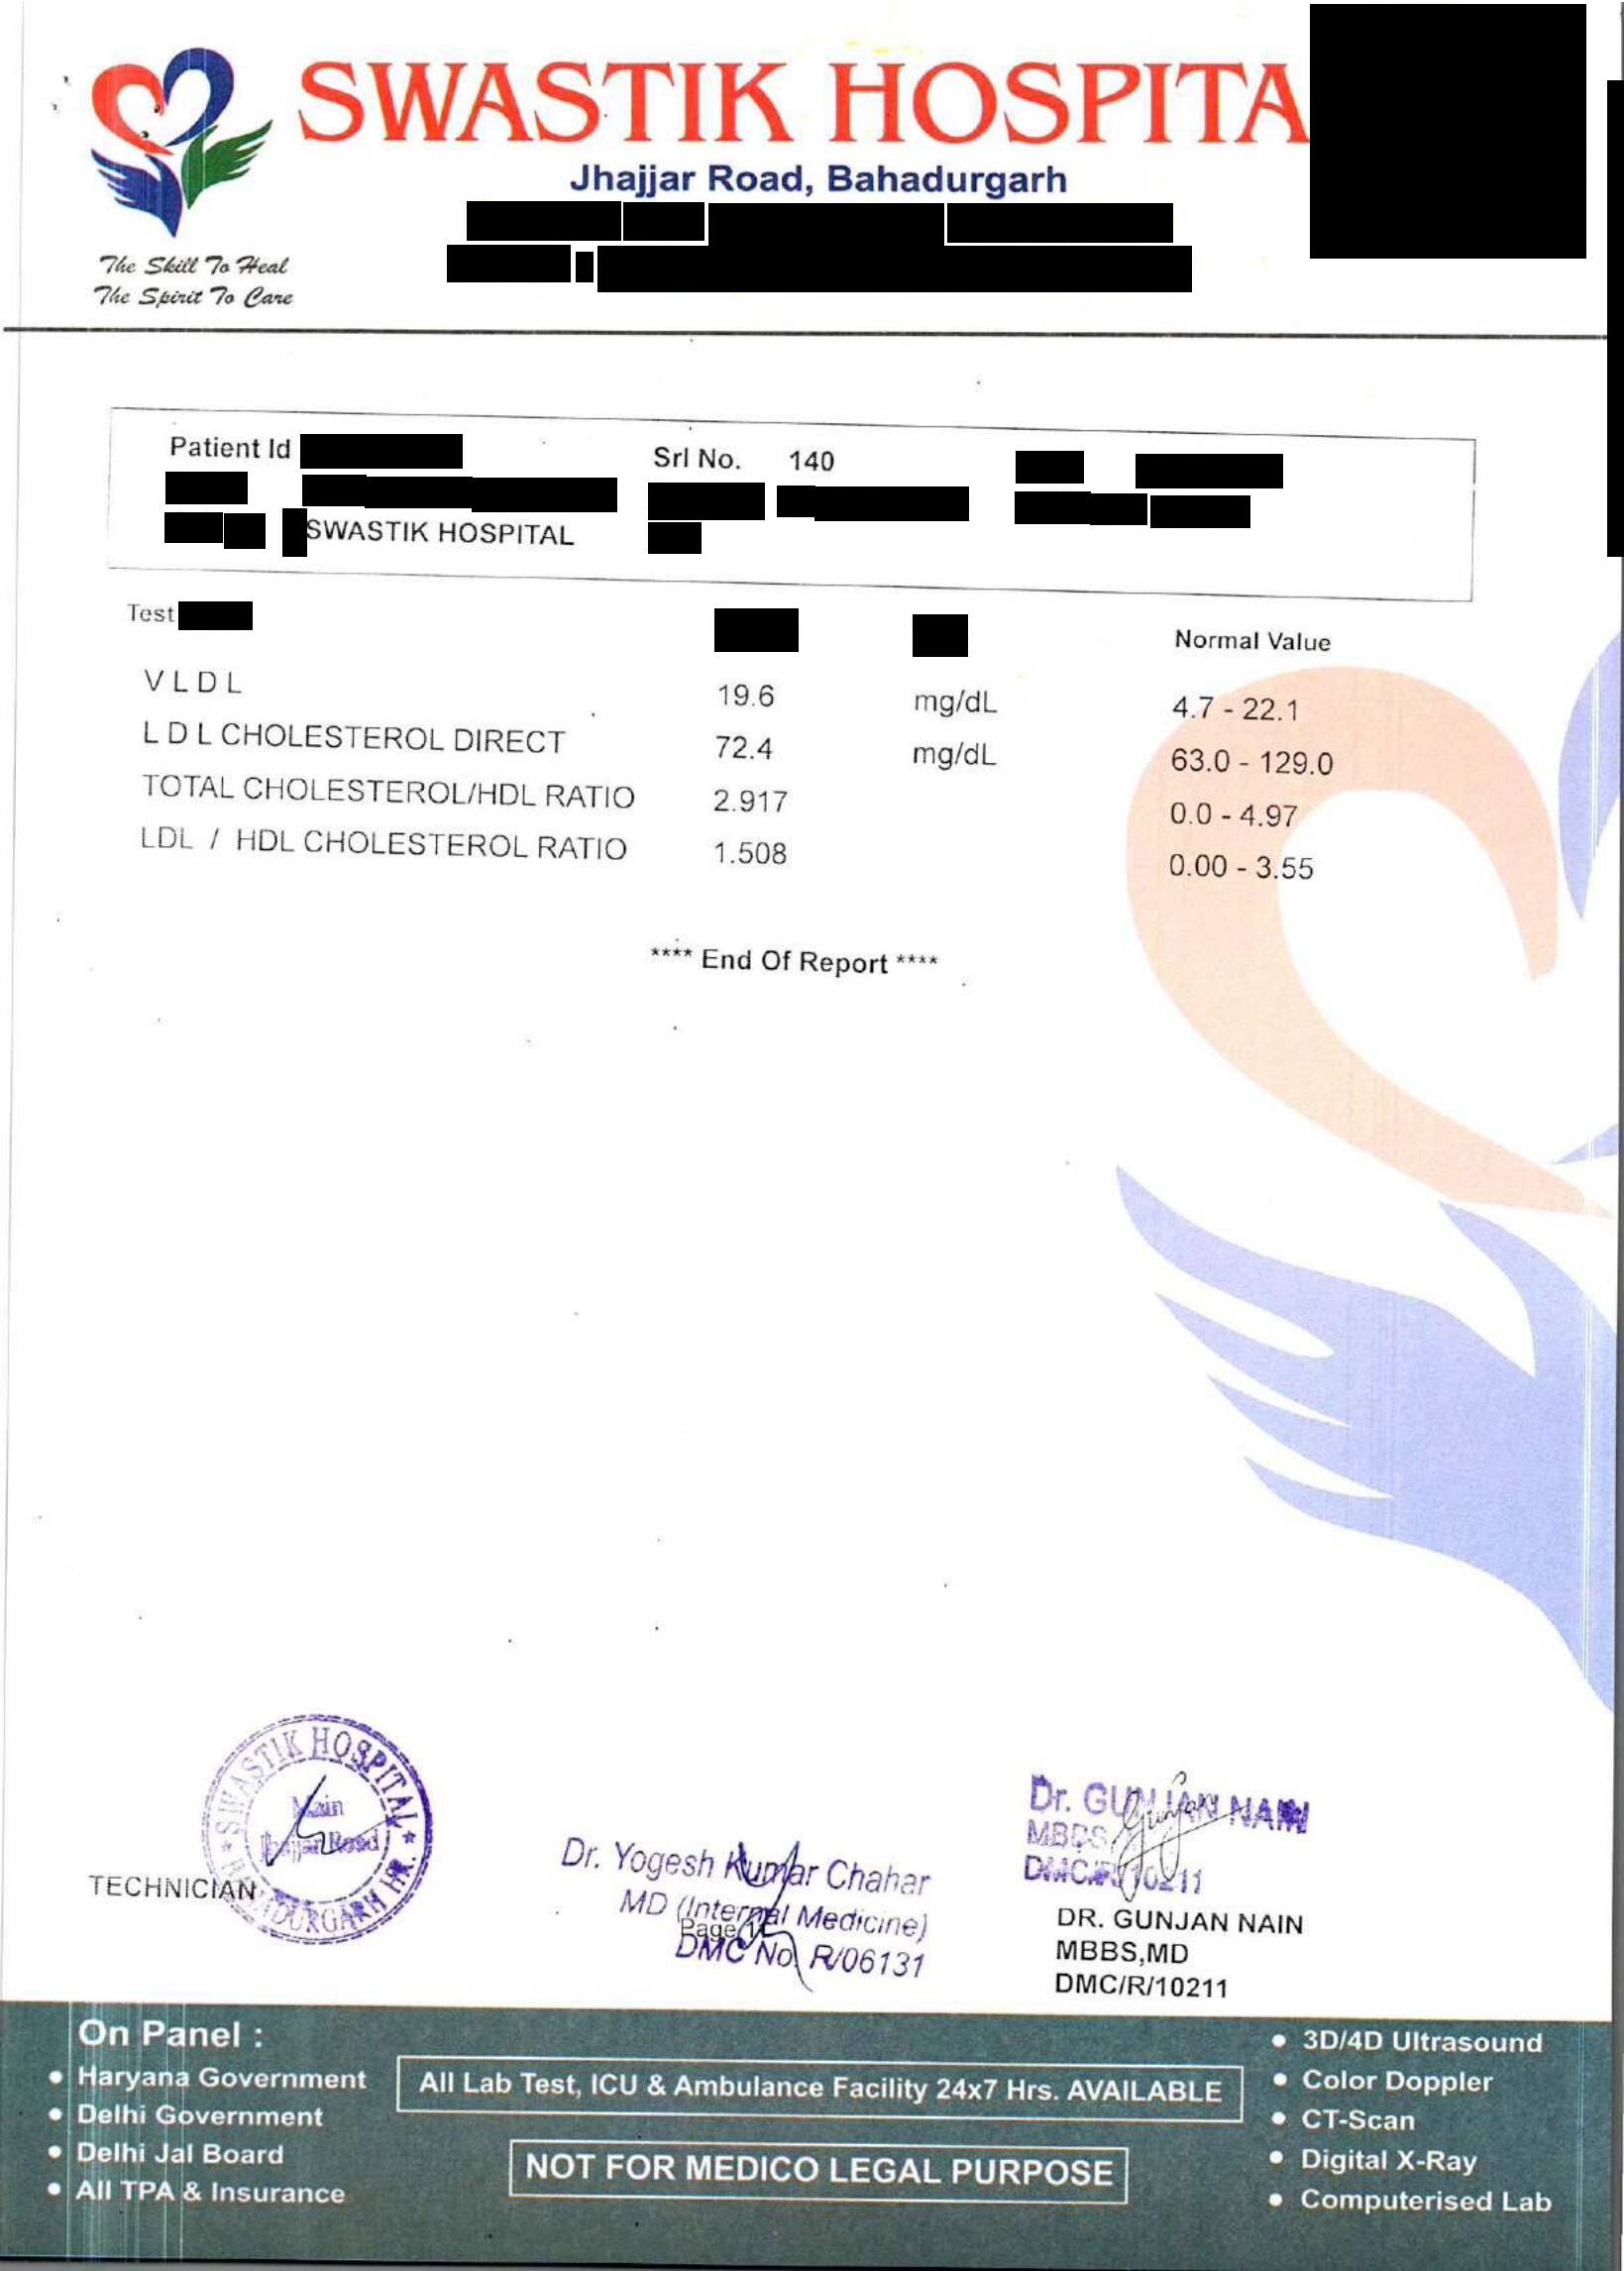 SWASTIK HOSPITA
Jhajjar Road, Bahadurgarh
The Skill To Heal
The Spirit To Care
Patient Id
Srl No. 140
SWASTIK HOSPITAL
Test
Normal Value
V L D L 19.6 mg/dL 4.7 - 22.1
L D L CHOLESTEROL DIRECT 72.4 mg/dL 63.0 - 129.0
TOTAL CHOLESTEROL/HDL RATIO 2.917 0.0 - 4.97
LDL / HDL CHOLESTEROL RATIO 1.508 0.00 - 3.55
**** End Of Report ****
SWASTIK HOSPITAL
Main
Jhajjar Road
BAHADURGARH HR.
TECHNICIAN
Dr. Yogesh Kumar Chahar
MD (Internal Medicine)
Page
DMC No. R/06131
Dr. GUNJAN NAIN
MBBS
DMC/R/10211
DR. GUNJAN NAIN
MBBS,MD
DMC/R/10211
On Panel :
• Haryana Government
• Delhi Government
• Delhi Jal Board
• All TPA & Insurance
All Lab Test, ICU & Ambulance Facility 24x7 Hrs. AVAILABLE
NOT FOR MEDICO LEGAL PURPOSE
• 3D/4D Ultrasound
• Color Doppler
• CT-Scan
• Digital X-Ray
• Computerised Lab